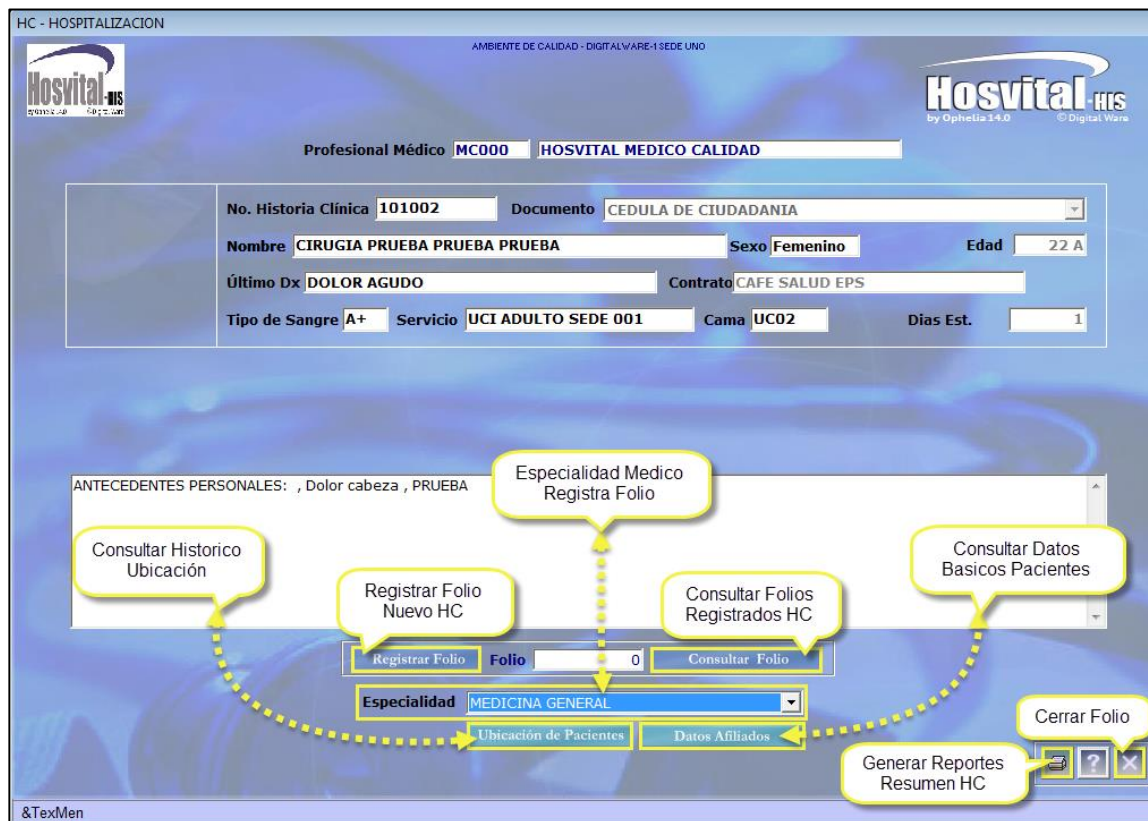 HC - HOSPITALIZACION
AMBIENTE DE CALIDAD - DIGITALWARE-1 SEDE UNO
Hosvital-HIS
Hosvital-HIS
by Ophelia 14.0 © Digital Ware
Profesional Médico MC000 HOSVITAL MEDICO CALIDAD
No. Historia Clínica 101002 Documento CEDULA DE CIUDADANIA
Nombre CIRUGIA PRUEBA PRUEBA PRUEBA Sexo Femenino Edad 22 A
Último Dx DOLOR AGUDO Contrato CAFE SALUD EPS
Tipo de Sangre A+ Servicio UCI ADULTO SEDE 001 Cama UC02 Dias Est. 1
ANTECEDENTES PERSONALES: , Dolor cabeza , PRUEBA
Especialidad Medico
Registra Folio
Consultar Historico
Ubicación
Consultar Datos
Basicos Pacientes
Registrar Folio
Nuevo HC
Consultar Folios
Registrados HC
Registrar Folio Folio 0 Consultar Folio
Especialidad MEDICINA GENERAL
Ubicación de Pacientes Datos Afiliados
Cerrar Folio
Generar Reportes
Resumen HC
?
&TexMen